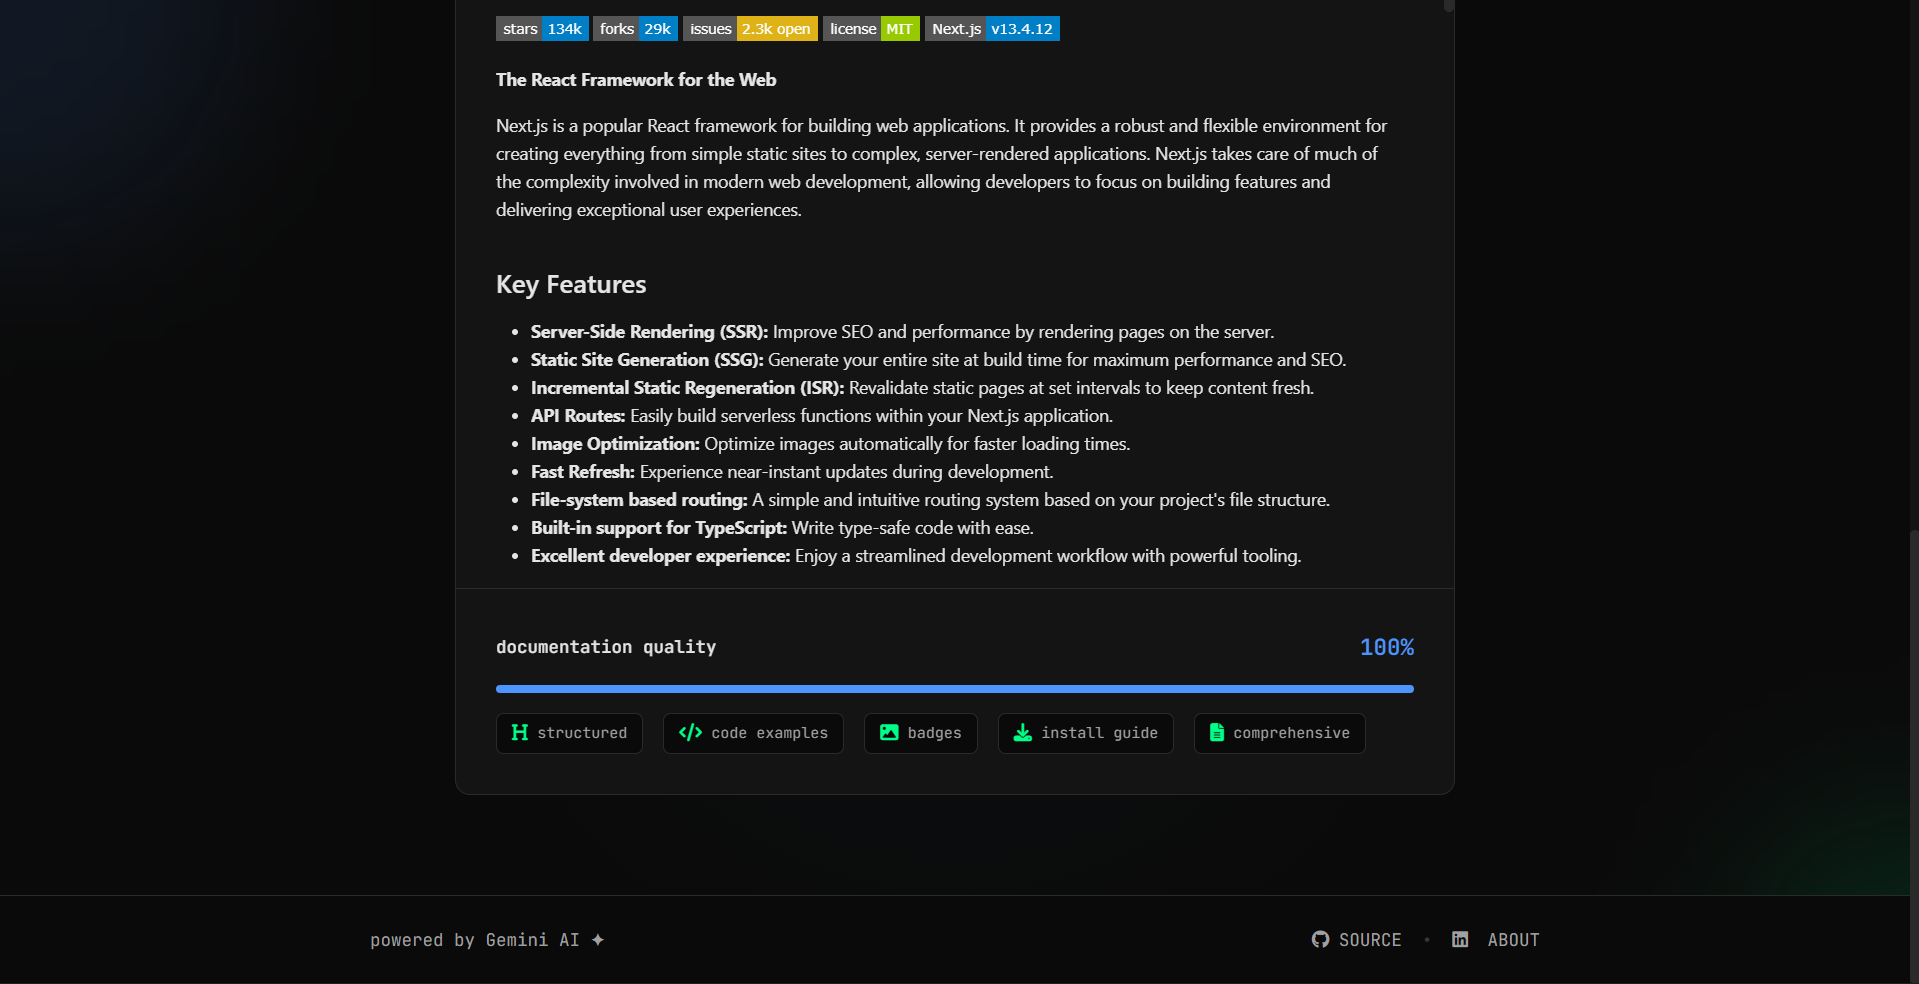 stars 134k forks 29k issues 2.3k open license MIT Next.js v13.4.12
The React Framework for the Web
Next.js is a popular React framework for building web applications. It provides a robust and flexible environment for
creating everything from simple static sites to complex, server-rendered applications. Next.js takes care of much of
the complexity involved in modern web development, allowing developers to focus on building features and
delivering exceptional user experiences.
Key Features
• Server-Side Rendering (SSR): Improve SEO and performance by rendering pages on the server.
• Static Site Generation (SSG): Generate your entire site at build time for maximum performance and SEO.
• Incremental Static Regeneration (ISR): Revalidate static pages at set intervals to keep content fresh.
• API Routes: Easily build serverless functions within your Next.js application.
• Image Optimization: Optimize images automatically for faster loading times.
• Fast Refresh: Experience near-instant updates during development.
• File-system based routing: A simple and intuitive routing system based on your project's file structure.
• Built-in support for TypeScript: Write type-safe code with ease.
• Excellent developer experience: Enjoy a streamlined development workflow with powerful tooling.
documentation quality 100%
structured code examples badges install guide comprehensive
powered by Gemini AI ✦ SOURCE • ABOUT